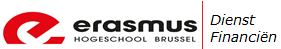 erasmus
HOGESCHOOL BRUSSEL
Dienst
Financiën